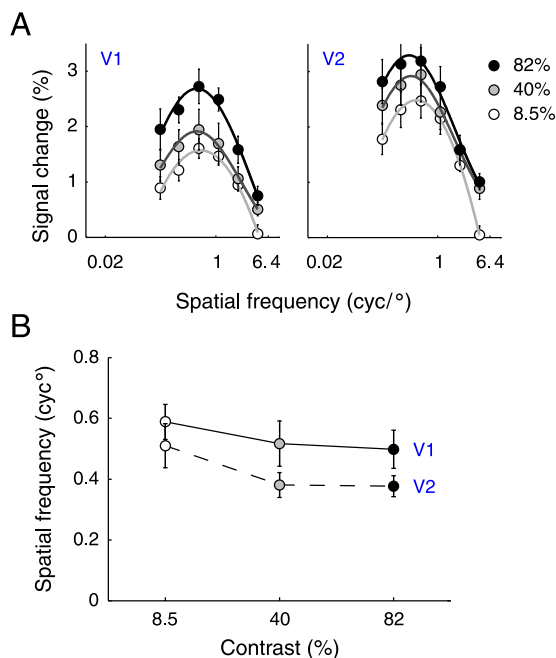 A
V1
V2
82%
40%
8.5%
Signal change (%)
3
2
1
0
0.02
1
6.4
0.02
1
6.4
Spatial frequency (cyc/°)
B
Spatial frequency (cyc°)
0.8
0.6
0.4
0.2
0
V1
V2
8.5
40
82
Contrast (%)